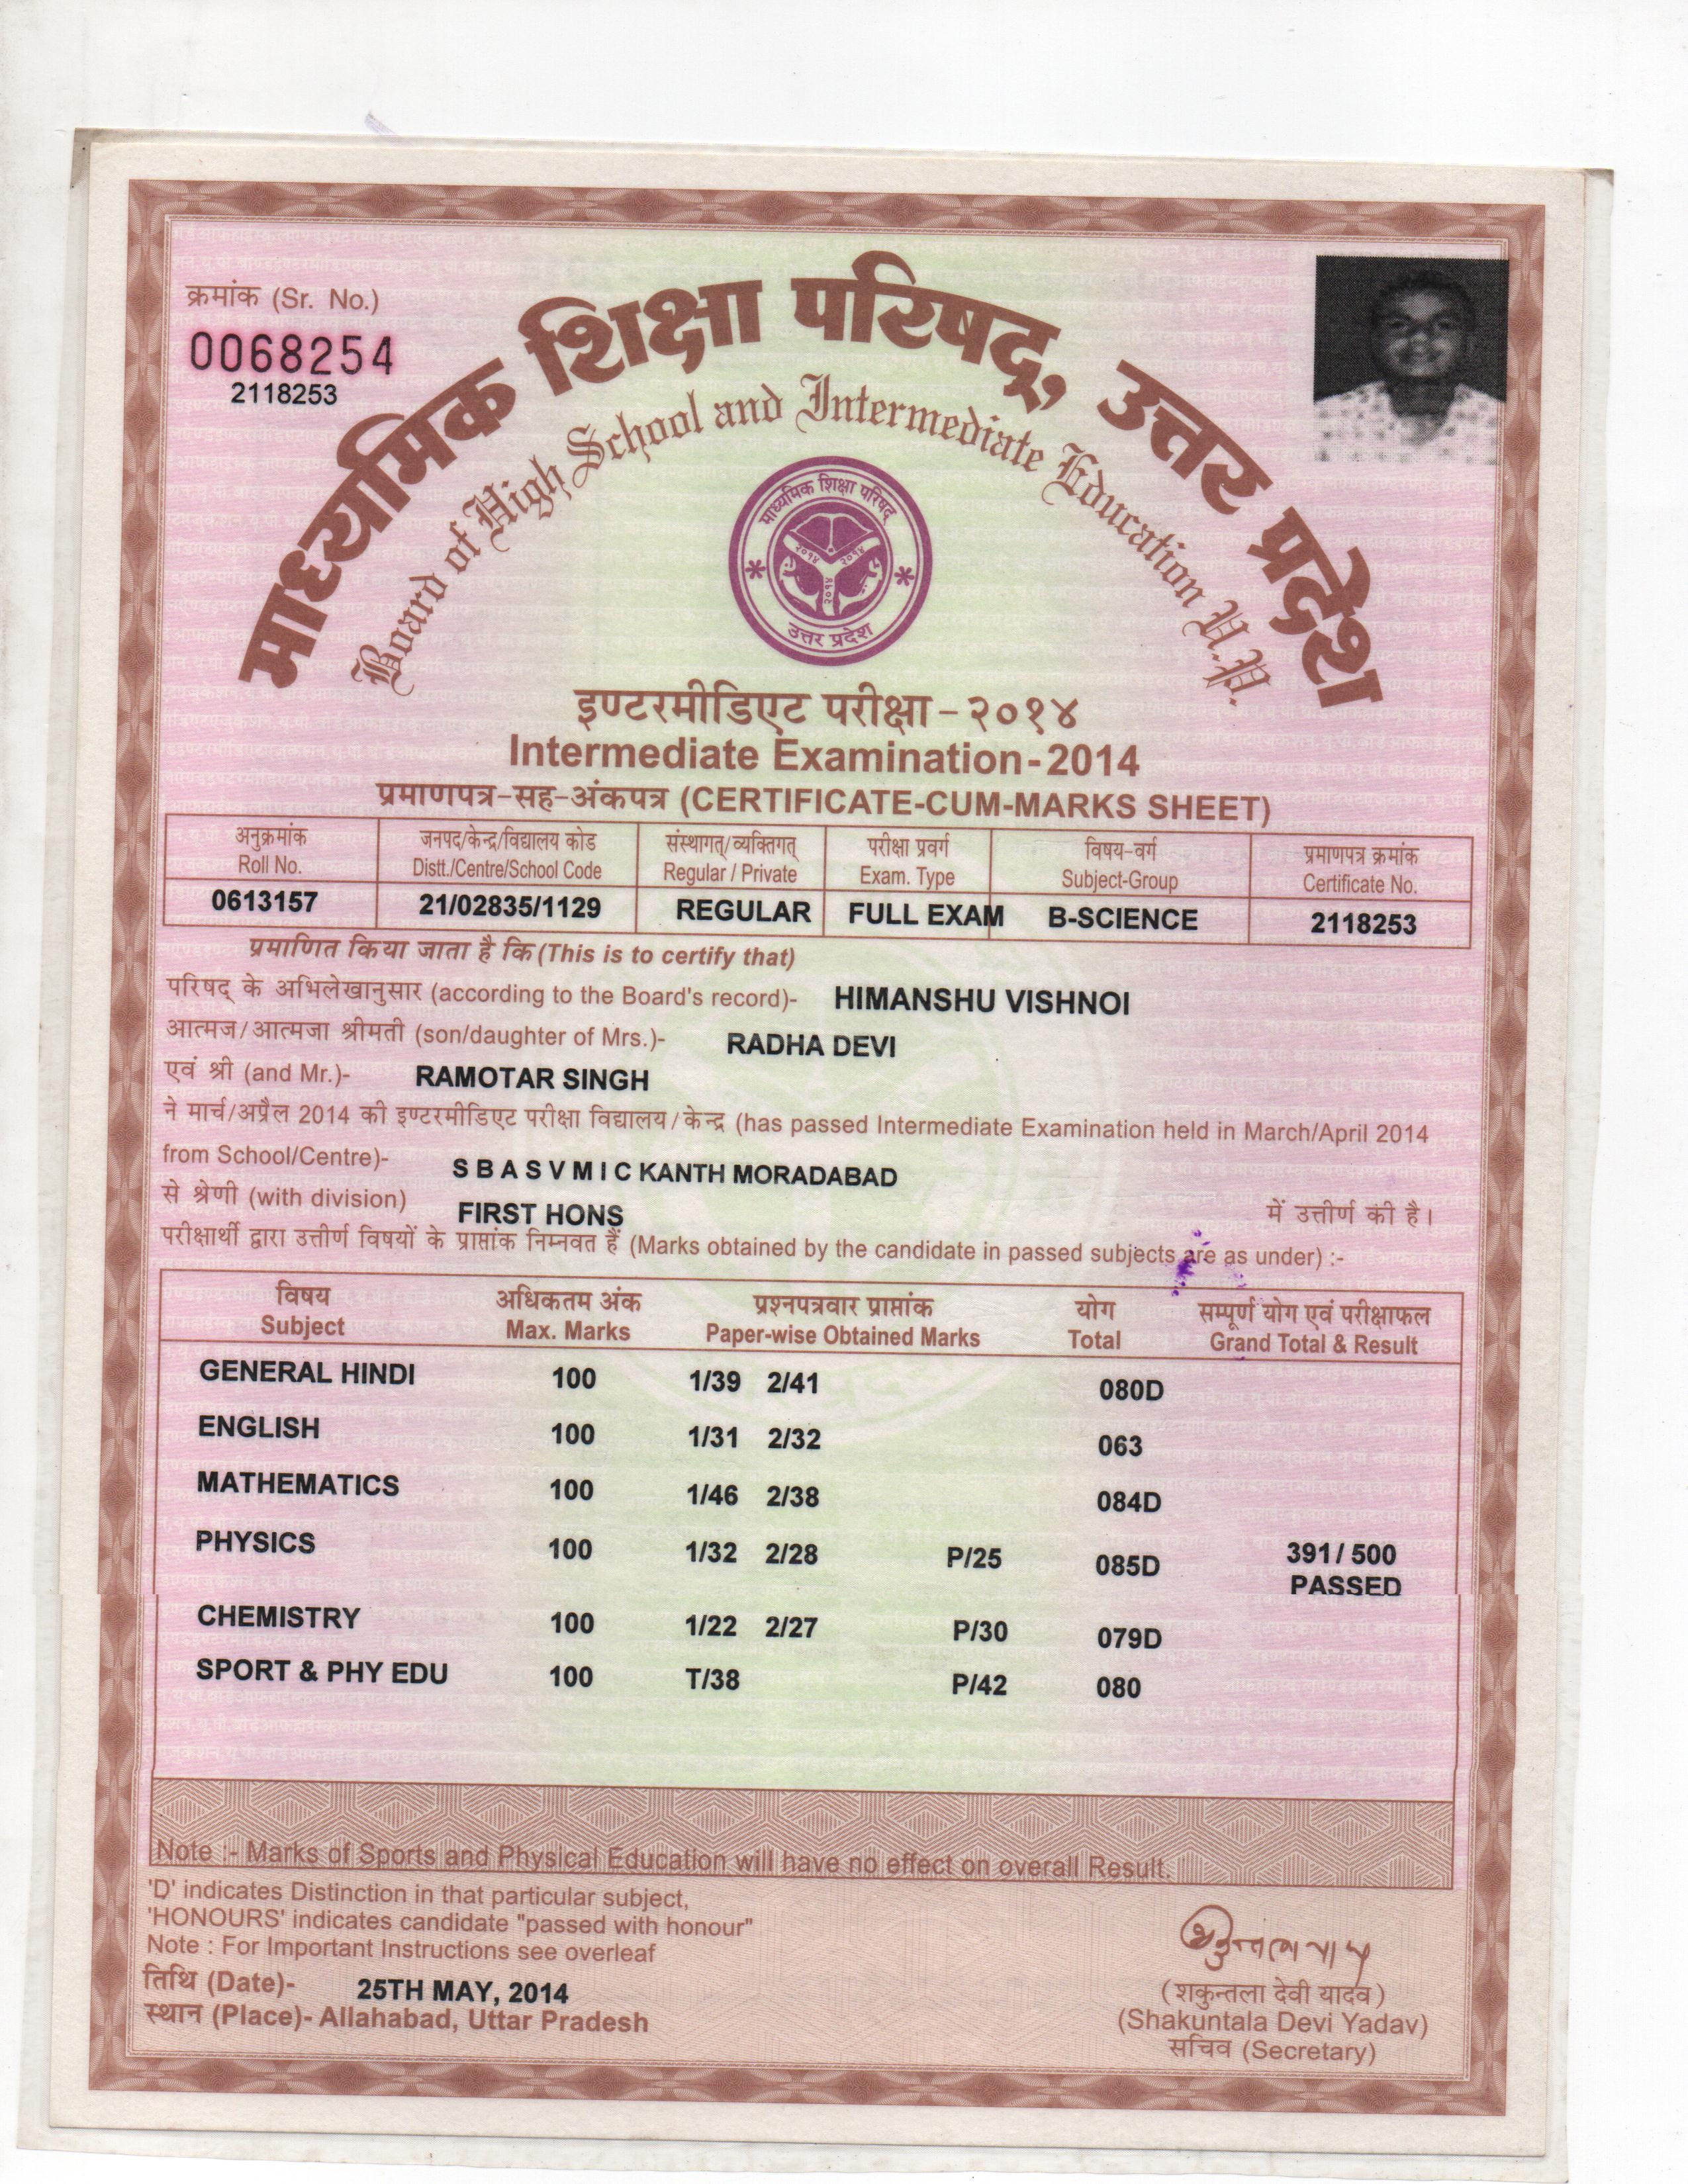 क्रमांक (Sr. No.)
0068254
2118253
माध्यमिक शिक्षा परिषद्, उत्तर प्रदेश
Board of High School and Intermediate Education U.P.
माध्यमिक शिक्षा परिषद्
२०१४ २०१४
२०१४
उत्तर प्रदेश
इण्टरमीडिएट परीक्षा-२०१४
Intermediate Examination-2014
प्रमाणपत्र-सह-अंकपत्र (CERTIFICATE-CUM-MARKS SHEET)
अनुक्रमांक जनपद/केन्द्र/विद्यालय कोड संस्थागत्/व्यक्तिगत् परीक्षा प्रवर्ग विषय-वर्ग प्रमाणपत्र क्रमांक
Roll No. Distt./Centre/School Code Regular / Private Exam. Type Subject-Group Certificate No.
0613157 21/02835/1129 REGULAR FULL EXAM B-SCIENCE 2118253
प्रमाणित किया जाता है कि (This is to certify that)
परिषद् के अभिलेखानुसार (according to the Board's record)- HIMANSHU VISHNOI
आत्मज/आत्मजा श्रीमती (son/daughter of Mrs.)- RADHA DEVI
एवं श्री (and Mr.)- RAMOTAR SINGH
ने मार्च/अप्रैल 2014 की इण्टरमीडिएट परीक्षा विद्यालय/केन्द्र (has passed Intermediate Examination held in March/April 2014
from School/Centre)- S B A S V M I C KANTH MORADABAD
से श्रेणी (with division) FIRST HONS में उत्तीर्ण की है।
परीक्षार्थी द्वारा उत्तीर्ण विषयों के प्राप्तांक निम्नवत हैं (Marks obtained by the candidate in passed subjects are as under) :-
विषय अधिकतम अंक प्रश्नपत्रवार प्राप्तांक योग सम्पूर्ण योग एवं परीक्षाफल
Subject Max. Marks Paper-wise Obtained Marks Total Grand Total & Result
GENERAL HINDI 100 1/39 2/41 080D
ENGLISH 100 1/31 2/32 063
MATHEMATICS 100 1/46 2/38 084D
PHYSICS 100 1/32 2/28 P/25 085D 391/ 500
PASSED
CHEMISTRY 100 1/22 2/27 P/30 079D
SPORT & PHY EDU 100 T/38 P/42 080
Note :- Marks of Sports and Physical Education will have no effect on overall Result.
'D' indicates Distinction in that particular subject,
'HONOURS' indicates candidate "passed with honour"
Note : For Important Instructions see overleaf
तिथि (Date)- 25TH MAY, 2014
स्थान (Place)- Allahabad, Uttar Pradesh
(शकुन्तला देवी यादव)
(Shakuntala Devi Yadav)
सचिव (Secretary)